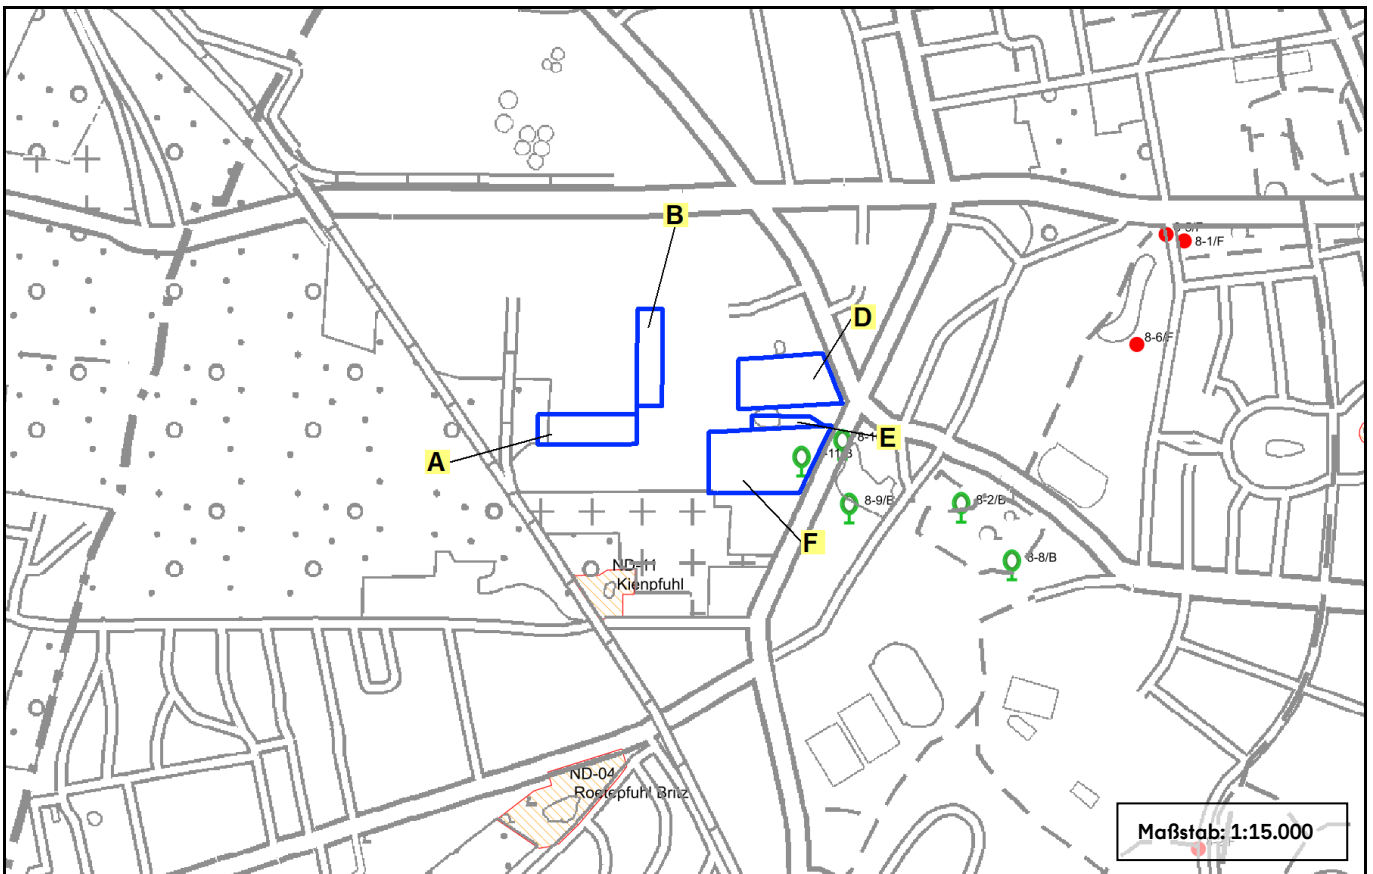 B
8-1/F
D
8-6/F
E
A
8-9/B
8-2/B
F
8-8/B
ND-11
Kienpfuhl
ND-04
Roetepfuhl Britz
Maßstab: 1:15.000